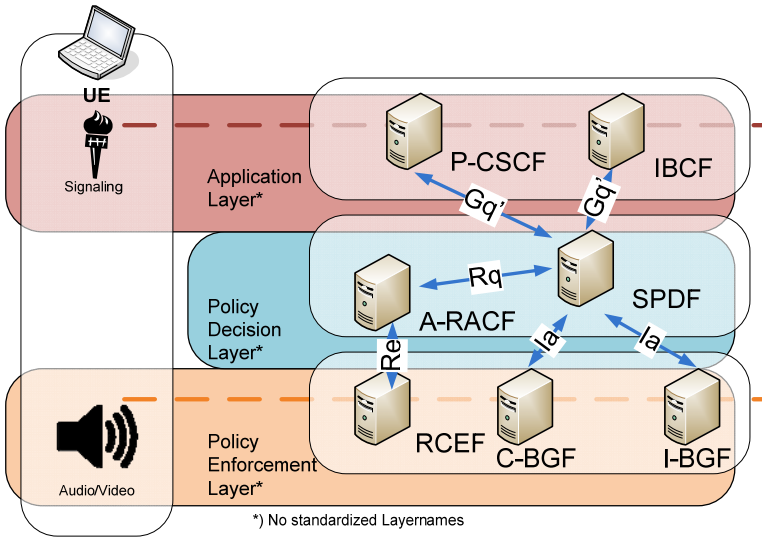 UE
Signaling
Application
Layer*
P-CSCF
IBCF
Gq’
Gq’
Policy
Decision
Layer*
Rq
A-RACF
SPDF
Re
Ia
Ia
Policy
Enforcement
Layer*
RCEF
C-BGF
I-BGF
Audio/Video
*) No standardized Layernames